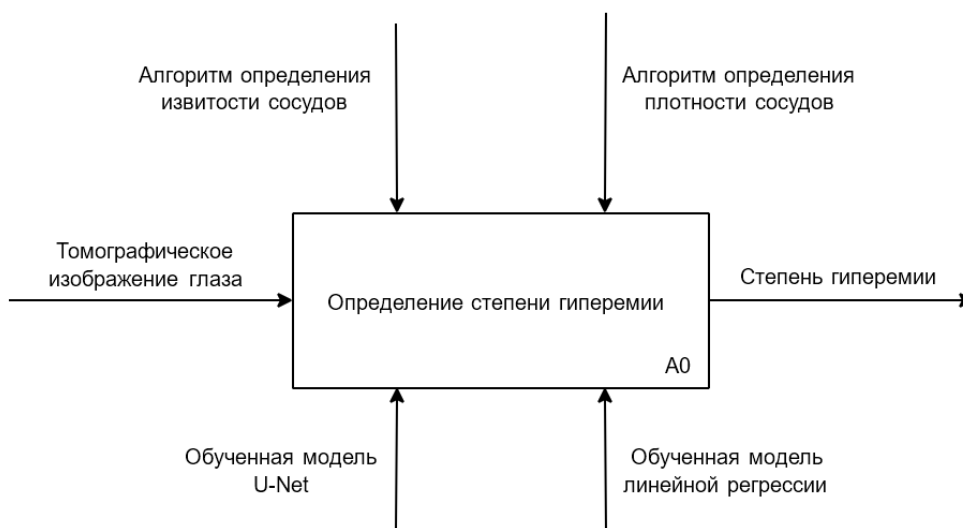 Алгоритм определения
извитости сосудов
Алгоритм определения
плотности сосудов
Томографическое
изображение глаза
Определение степени гиперемии
A0
Степень гиперемии
Обученная модель
U-Net
Обученная модель
линейной регрессии